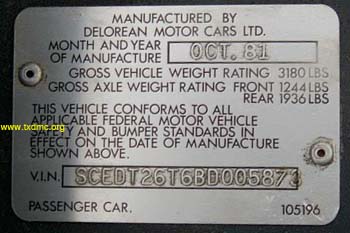 MANUFACTURED BY
DELOREAN MOTOR CARS LTD.
MONTH AND YEAR
OF MANUFACTURE OCT. 81
GROSS VEHICLE WEIGHT RATING 3180 LBS
GROSS AXLE WEIGHT RATING FRONT 1244 LBS
REAR 1936 LBS
THIS VEHICLE CONFORMS TO ALL
APPLICABLE FEDERAL MOTOR VEHICLE
www.txdmc.org
SAFETY AND BUMPER STANDARDS IN
EFFECT ON THE DATE OF MANUFACTURE
SHOWN ABOVE.
V.I.N. SCEDT26T6BD005873
PASSENGER CAR. 105196